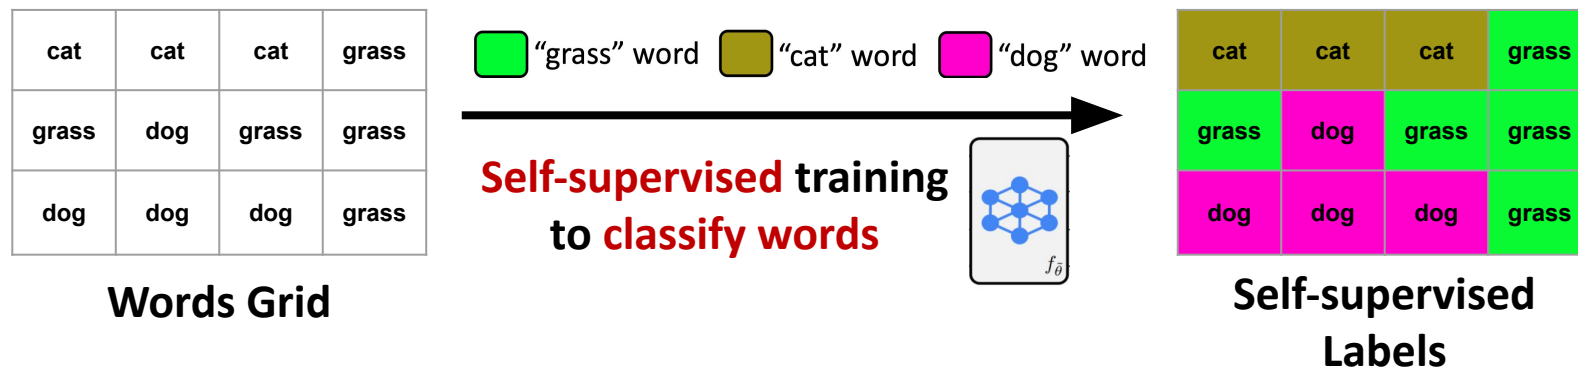 cat cat cat grass
grass dog grass grass
dog dog dog grass
Words Grid
“grass” word “cat” word “dog” word
Self-supervised training
to classify words
f_θ̃
cat cat cat grass
grass dog grass grass
dog dog dog grass
Self-supervised
Labels